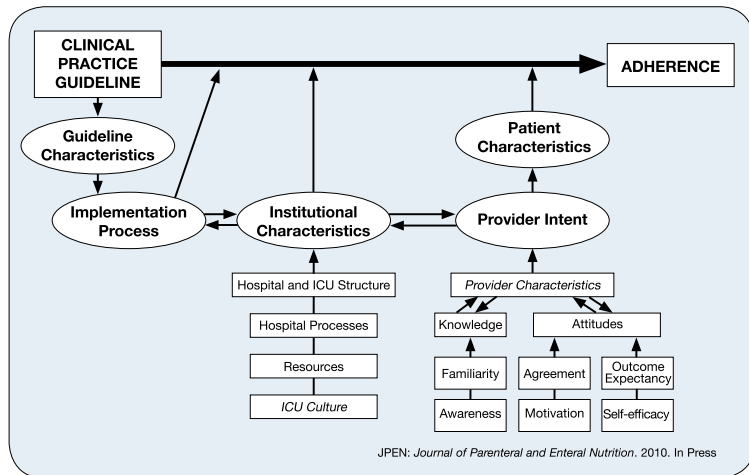 CLINICAL
PRACTICE
GUIDELINE
ADHERENCE
Guideline
Characteristics
Patient
Characteristics
Implementation
Process
Institutional
Characteristics
Provider Intent
Hospital and ICU Structure
Provider Characteristics
Hospital Processes
Knowledge
Attitudes
Resources
Familiarity
Agreement
Outcome
Expectancy
ICU Culture
Awareness
Motivation
Self-efficacy
JPEN: Journal of Parenteral and Enteral Nutrition. 2010. In Press